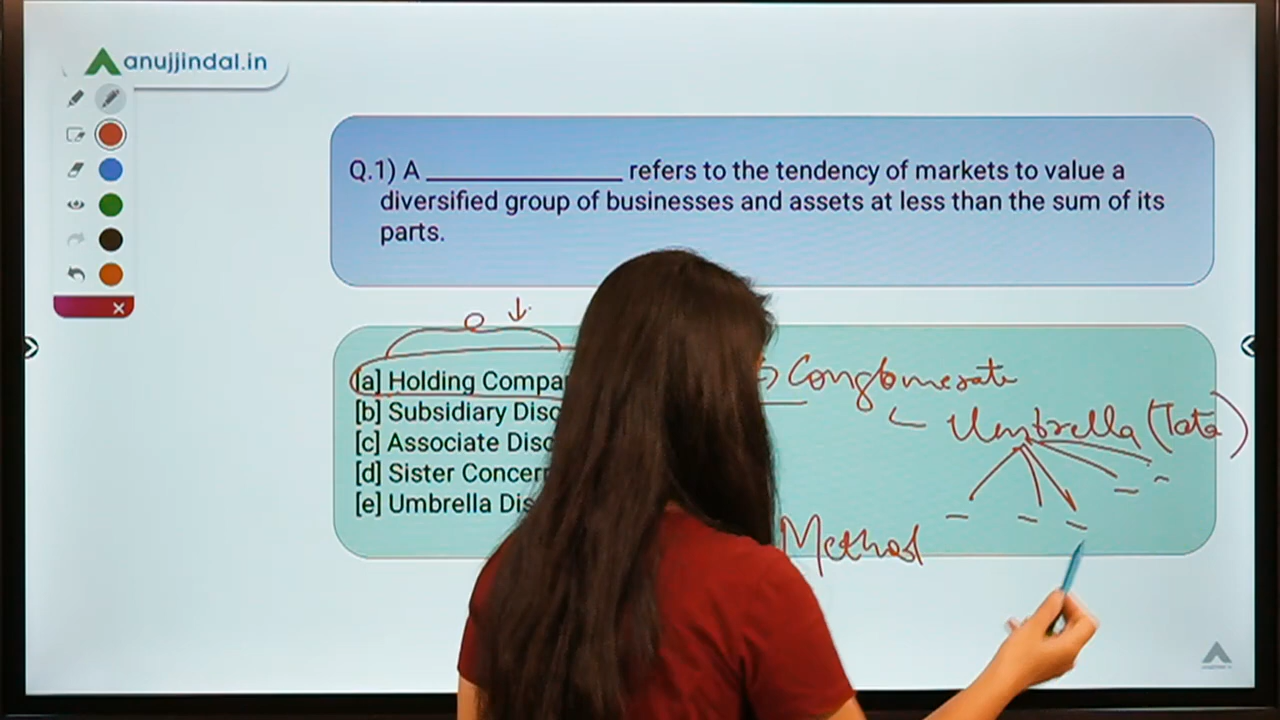 anujjindal.in
Q.1) A ______________ refers to the tendency of markets to value a
diversified group of businesses and assets at less than the sum of its
parts.
[a] Holding Compa
Conglomerate
[b] Subsidiary Disc
Umbrella (Tata)
[c] Associate Disc
[d] Sister Concern
[e] Umbrella Dis
Method